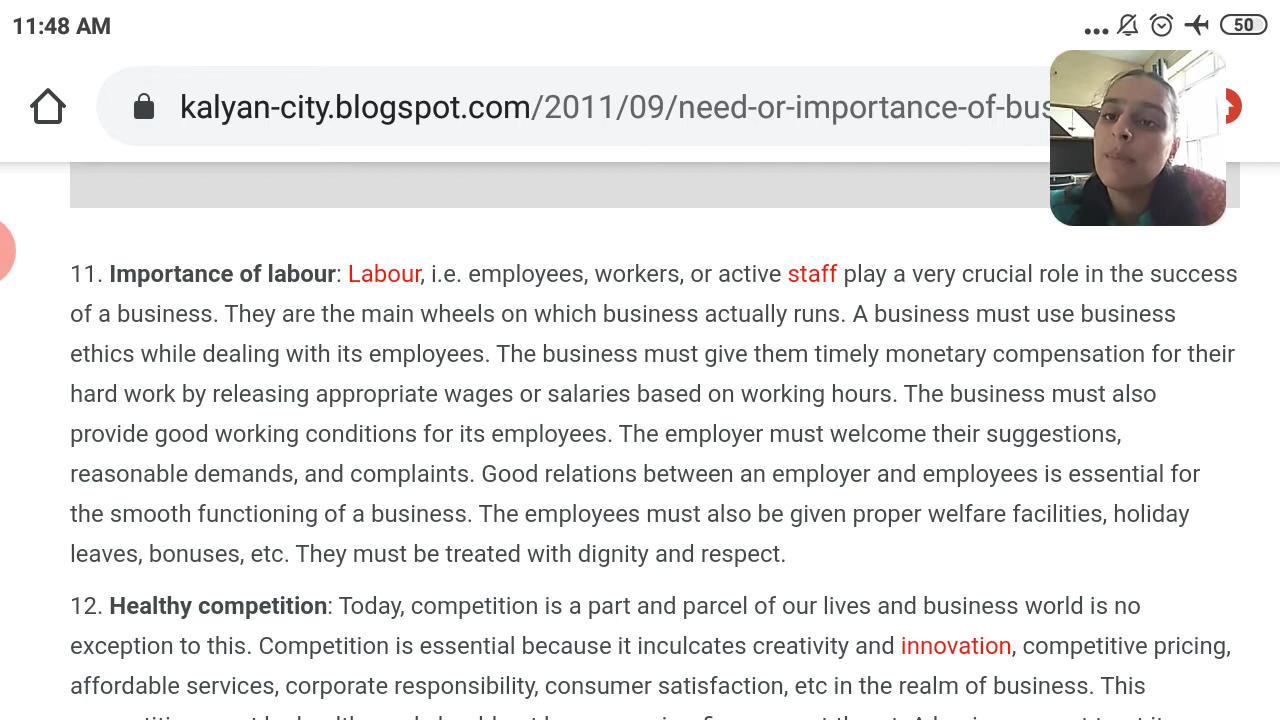 11:48 AM
50
kalyan-city.blogspot.com/2011/09/need-or-importance-of-bus
11. Importance of labour: Labour, i.e. employees, workers, or active staff play a very crucial role in the success
of a business. They are the main wheels on which business actually runs. A business must use business
ethics while dealing with its employees. The business must give them timely monetary compensation for their
hard work by releasing appropriate wages or salaries based on working hours. The business must also
provide good working conditions for its employees. The employer must welcome their suggestions,
reasonable demands, and complaints. Good relations between an employer and employees is essential for
the smooth functioning of a business. The employees must also be given proper welfare facilities, holiday
leaves, bonuses, etc. They must be treated with dignity and respect.
12. Healthy competition: Today, competition is a part and parcel of our lives and business world is no
exception to this. Competition is essential because it inculcates creativity and innovation, competitive pricing,
affordable services, corporate responsibility, consumer satisfaction, etc in the realm of business. This